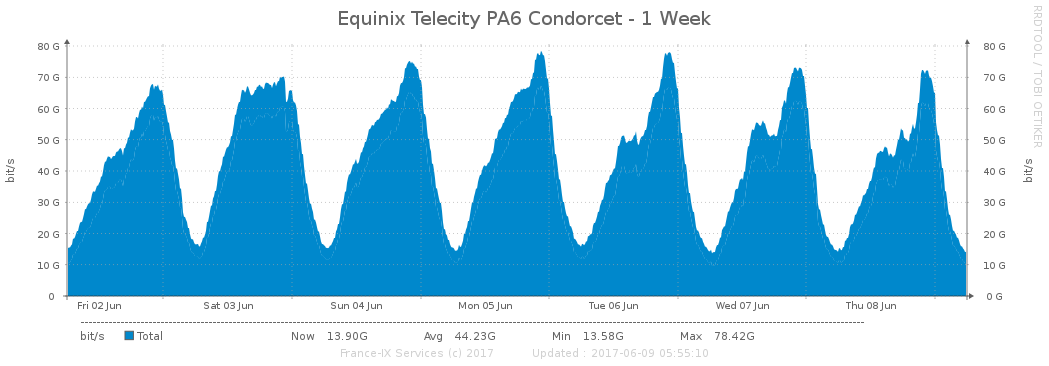 Equinix Telecity PA6 Condorcet - 1 Week
RRDTOOL / TOBI OETIKER
80 G 80 G
70 G 70 G
60 G 60 G
50 G 50 G
40 G 40 G
30 G 30 G
20 G 20 G
10 G 10 G
0 0 G
bit/s bit/s
Fri 02 Jun Sat 03 Jun Sun 04 Jun Mon 05 Jun Tue 06 Jun Wed 07 Jun Thu 08 Jun
bit/s Total Now 13.90G Avg 44.23G Min 13.58G Max 78.42G
France-IX Services (c) 2017 Updated : 2017-06-09 05:55:10